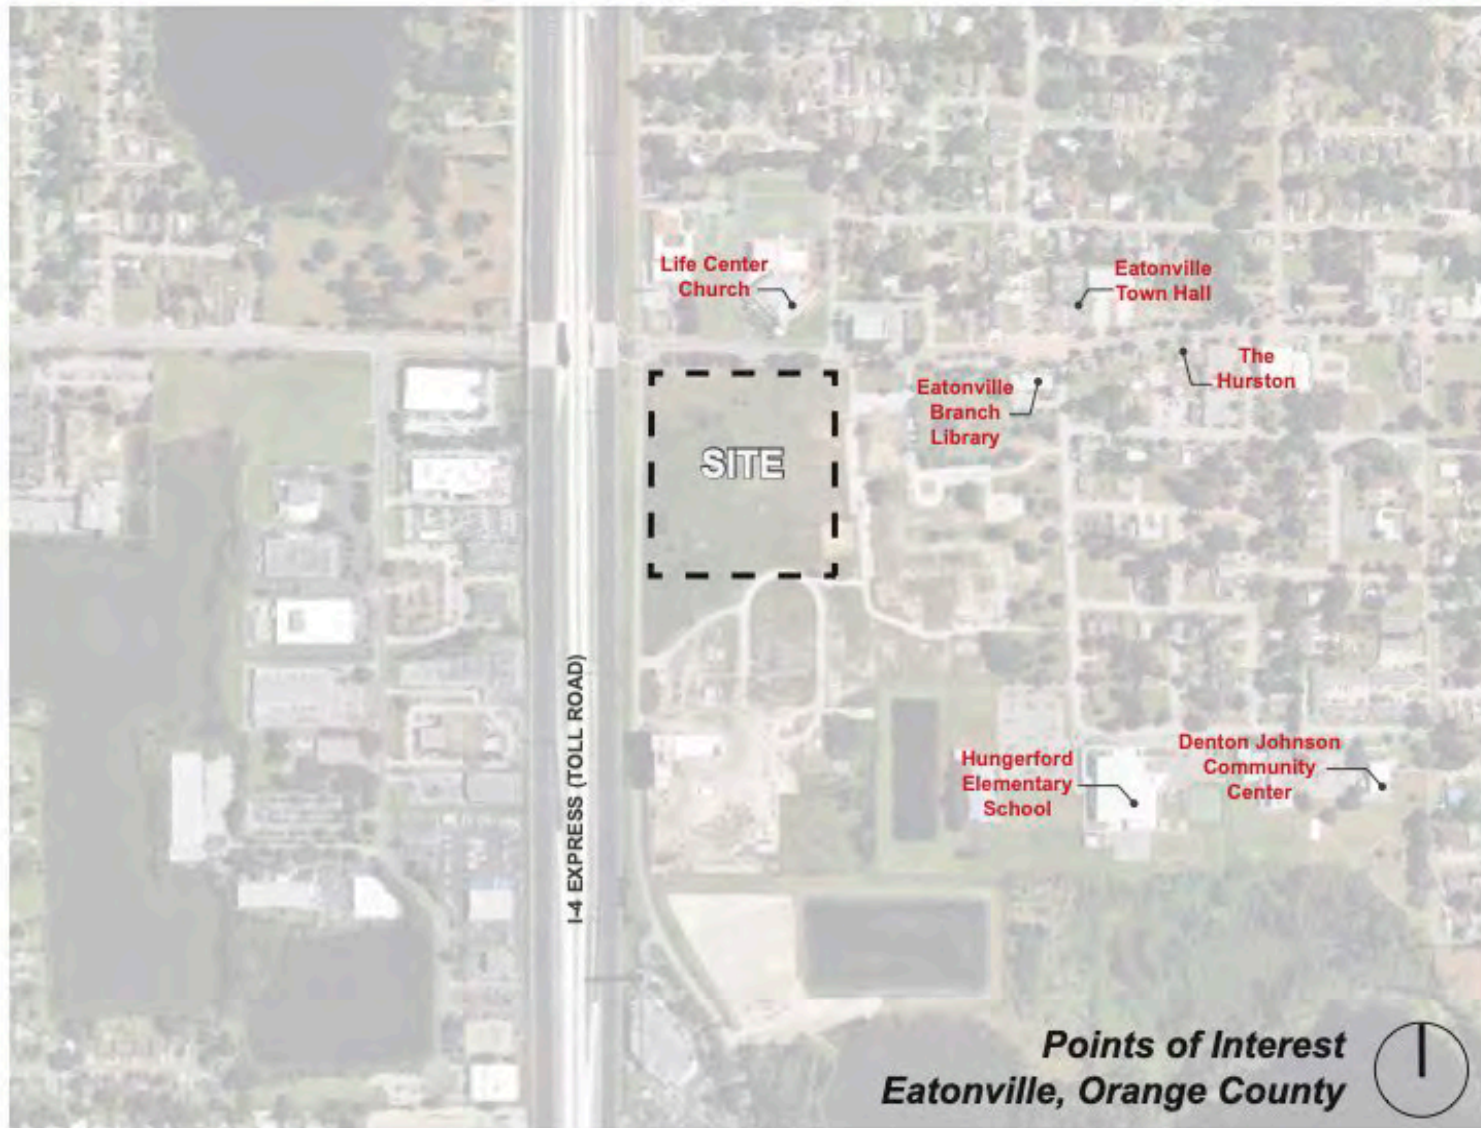 Life Center
Church
Eatonville
Town Hall
The
Hurston
Eatonville
Branch
Library
SITE
I-4 EXPRESS (TOLL ROAD)
Hungerford
Elementary
School
Denton Johnson
Community
Center
Points of Interest
Eatonville, Orange County